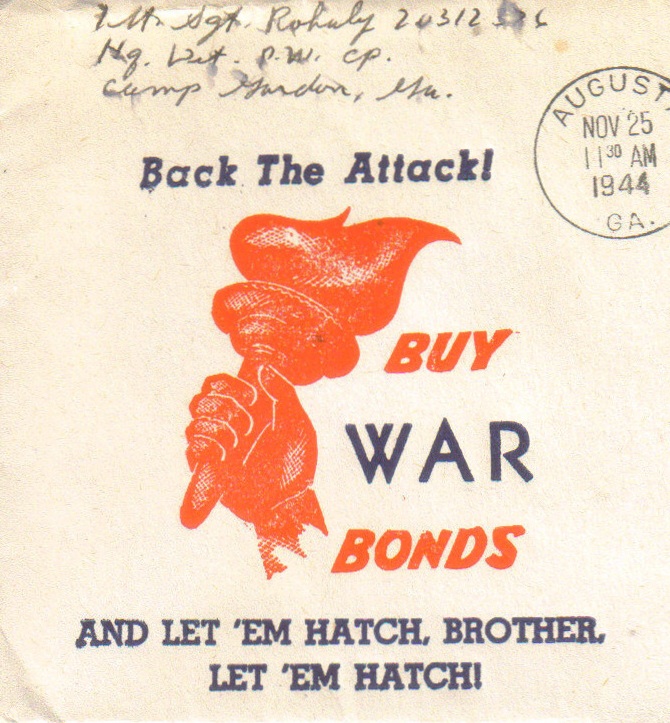 Sgt. Rohaly
Hq. Det. P.W. Cp.
Camp Gordon, Ga.
AUGUST
NOV 25
11 30 AM
1944
GA.
Back The Attack!
BUY
WAR
BONDS
AND LET 'EM HATCH, BROTHER,
LET 'EM HATCH!